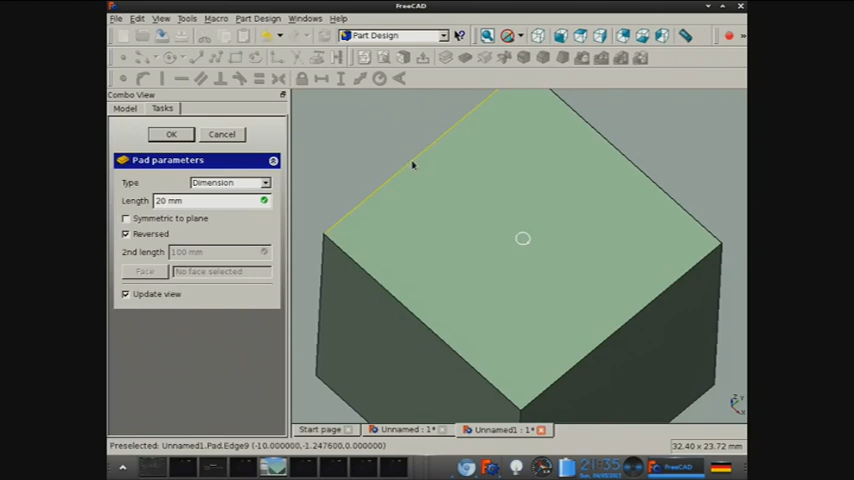 FreeCAD
File Edit View Tools Macro Part Design Windows Help
Part Design
Combo View
Model Tasks
OK Cancel
Pad parameters
Type Dimension
Length 20 mm
Symmetric to plane
Reversed
2nd length 100 mm
Face No face selected
Update view
Z Y
X
Start page Unnamed : 1* Unnamed1 : 1*
Preselected: Unnamed1.Pad.Edge9 (-10.000000,-1.247600,0.000000) 32.40 x 23.72 mm
21:35 FreeCAD